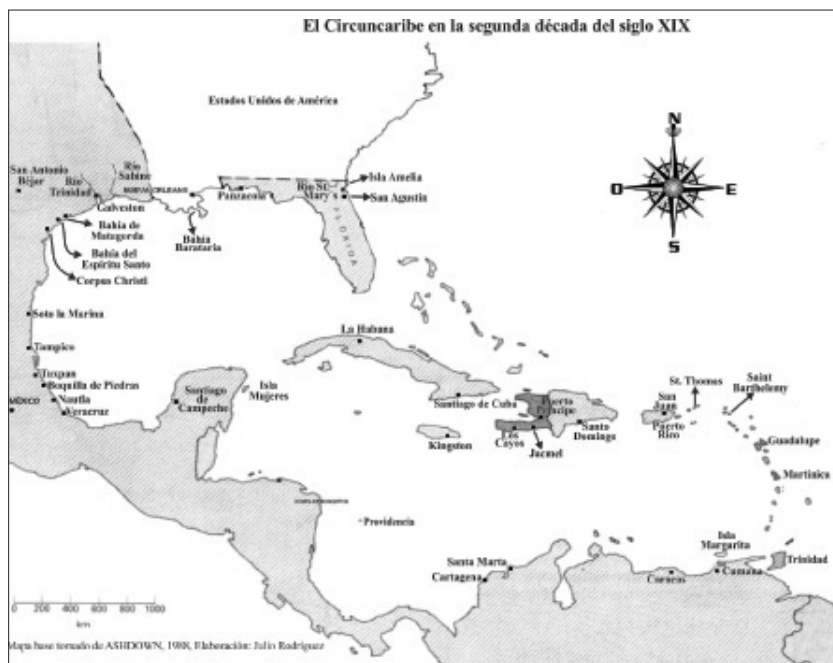 El Circuncaribe en la segunda década del siglo XIX
Estados Unidos de América
San Antonio
Béjar
Río
Trinidad
Río
Sabine
NUEVA ORLEANS
Galveston
Bahía de
Matagorda
Bahía del
Espíritu Santo
Corpus Christi
Bahía
Barataria
Panzacola
Río St.
Mary's
Isla Amelia
San Agustín
FLORIDA
N
O
E
S
Soto la Marina
Tampico
Tuxpan
Boquilla de Piedras
MÉXICO
Nautla
Veracruz
Santiago
de
Campeche
Isla
Mujeres
La Habana
Santiago de Cuba
Kingston
Puerto
Príncipe
Los
Cayos
Jacmel
Santo
Domingo
San
Juan
Puerto
Rico
St. Thomas
Saint
Barthelemy
Guadalupe
Martinica
Providencia
Santa Marta
Cartagena
Caracas
Isla
Margarita
Cumaná
Trinidad
0 200 400 600 800 1000
km
Mapa base tomado de ASHDOWN, 1988, Elaboración: Julio Rodríguez